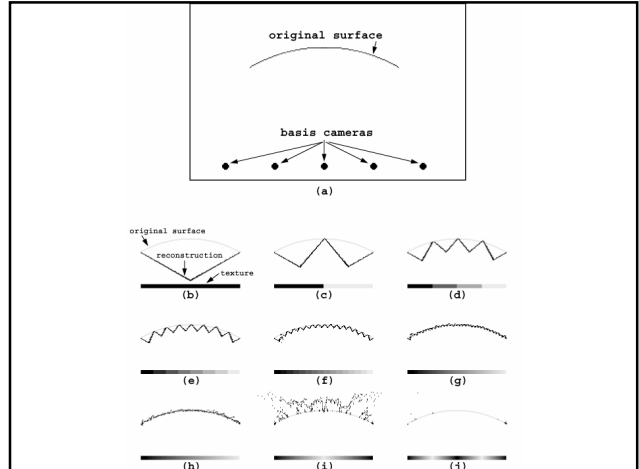 original surface
basis cameras
(a)
original surface
reconstruction
texture
(b) (c) (d)
(e) (f) (g)
(h) (i) (j)